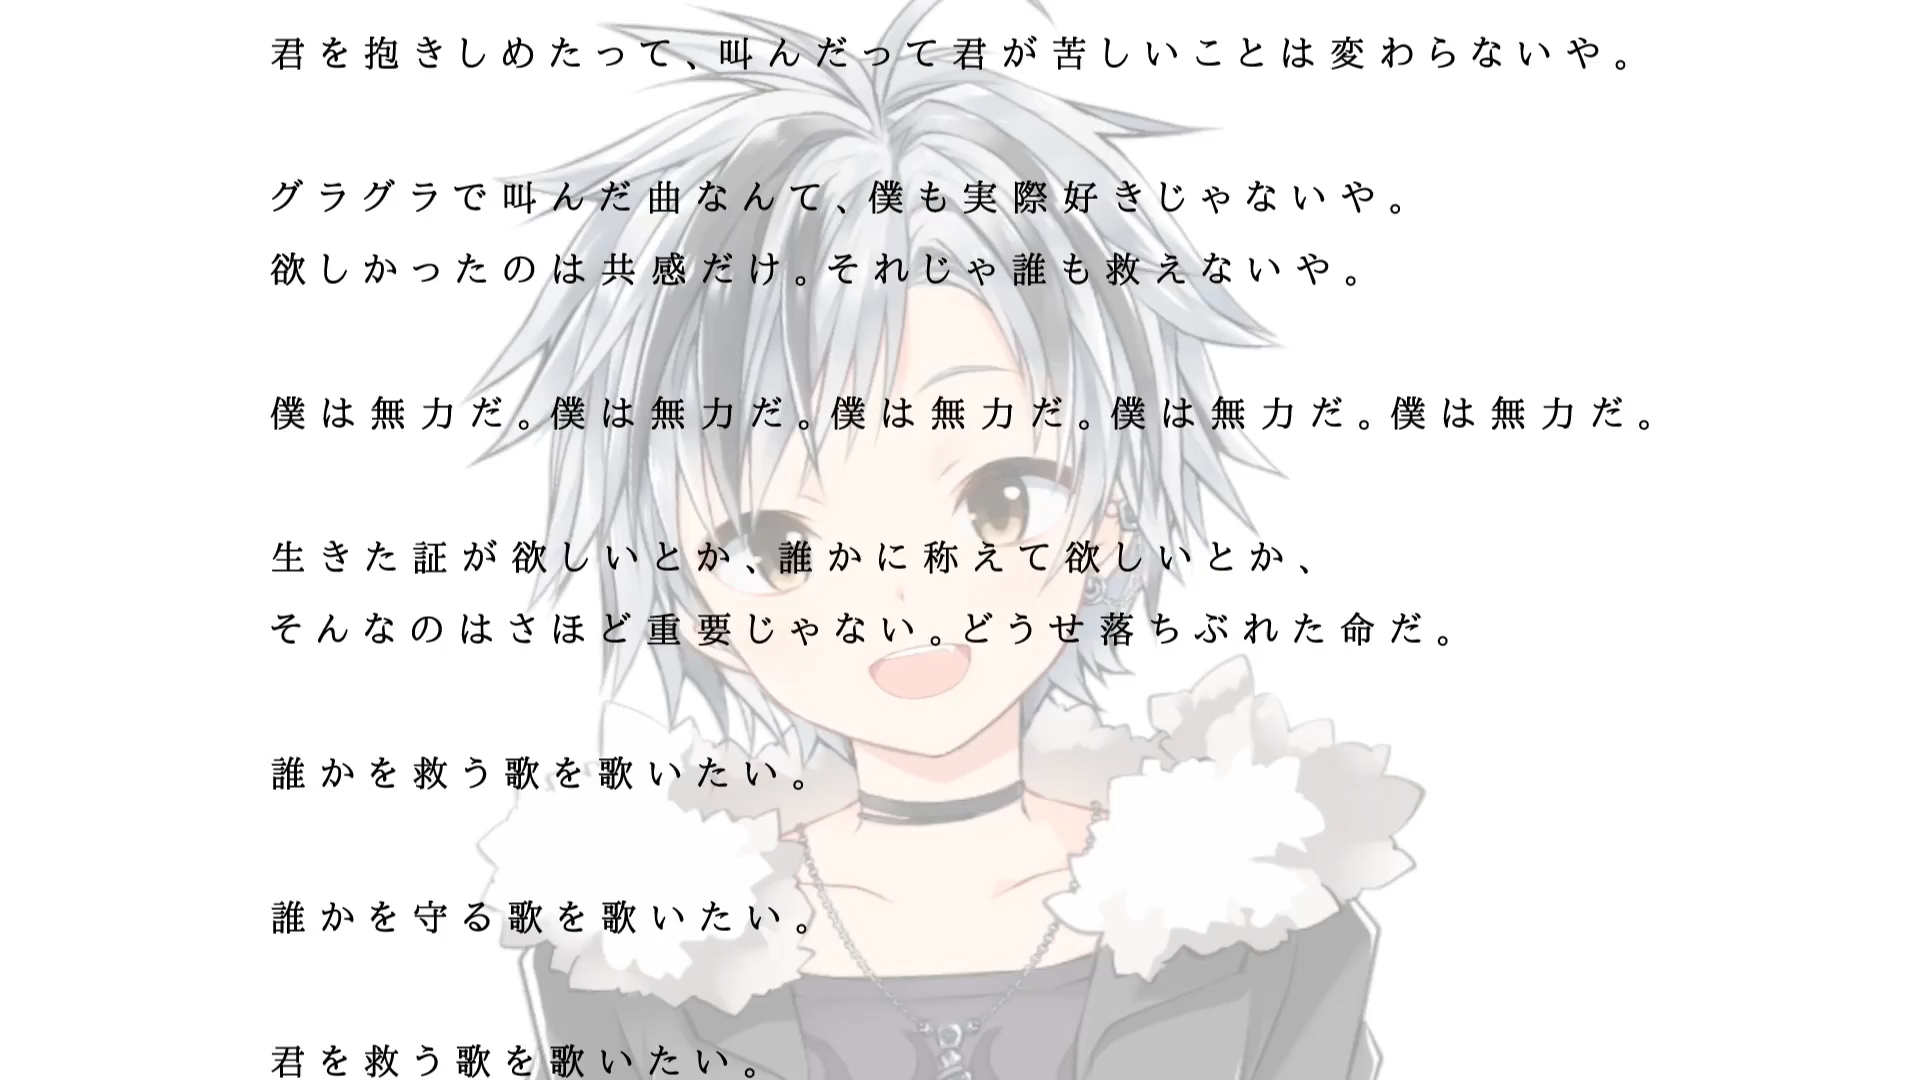 君を抱きしめたって、叫んだって君が苦しいことは変わらないや。
グラグラで叫んだ曲なんて、僕も実際好きじゃないや。
欲しかったのは共感だけ。それじゃ誰も救えないや。
僕は無力だ。僕は無力だ。僕は無力だ。僕は無力だ。僕は無力だ。
生きた証が欲しいとか、誰かに称えて欲しいとか、
そんなのはさほど重要じゃない。どうせ落ちぶれた命だ。
誰かを救う歌を歌いたい。
誰かを守る歌を歌いたい。
君を救う歌を歌いたい。